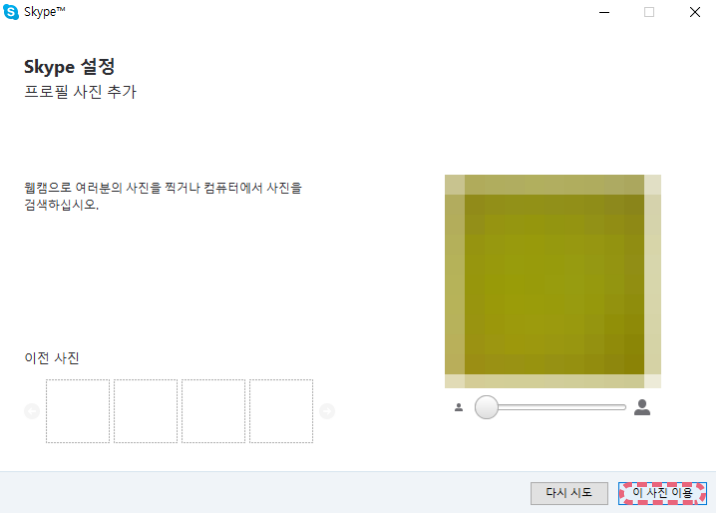 Skype™
Skype 설정
프로필 사진 추가
웹캠으로 여러분의 사진을 찍거나 컴퓨터에서 사진을
검색하십시오.
이전 사진
다시 시도
이 사진 이용